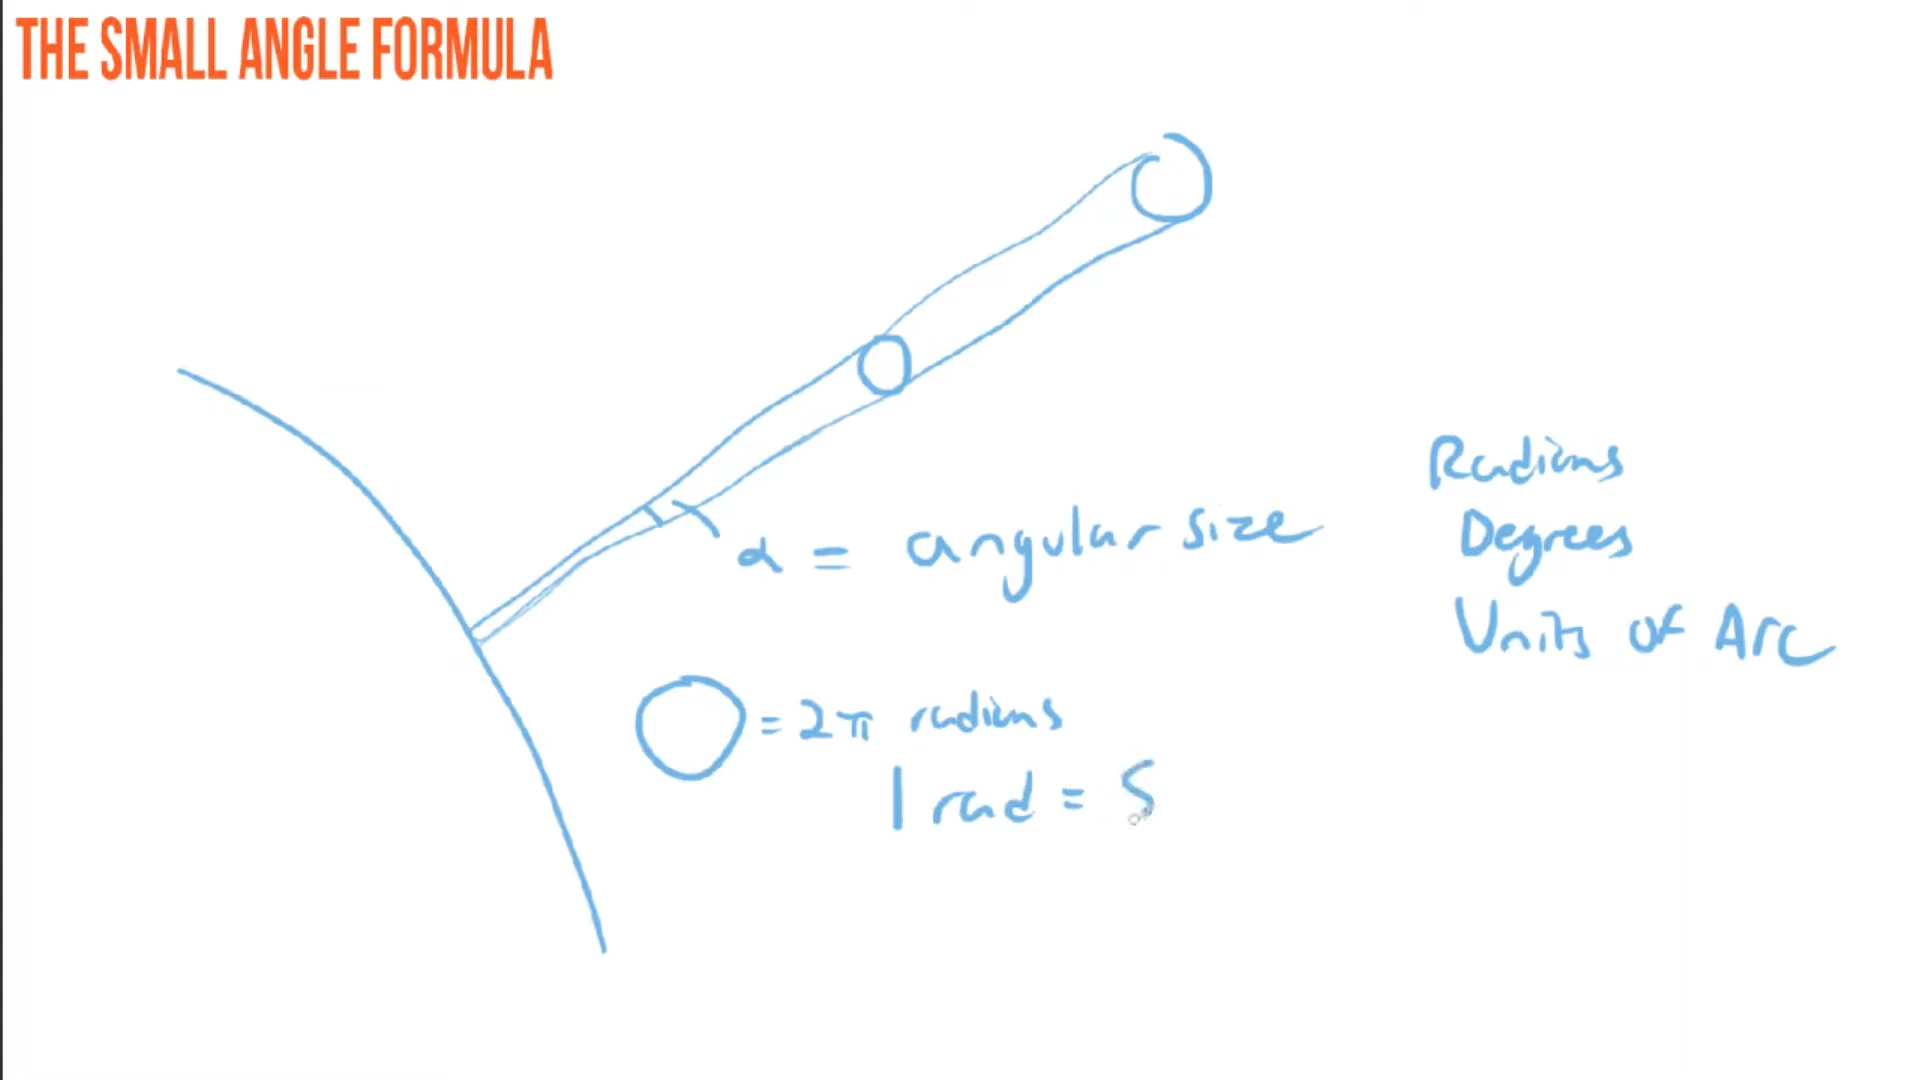 THE SMALL ANGLE FORMULA
Radians
Degrees
Units of Arc
α = angular size
= 2π radians
1 rad = 5